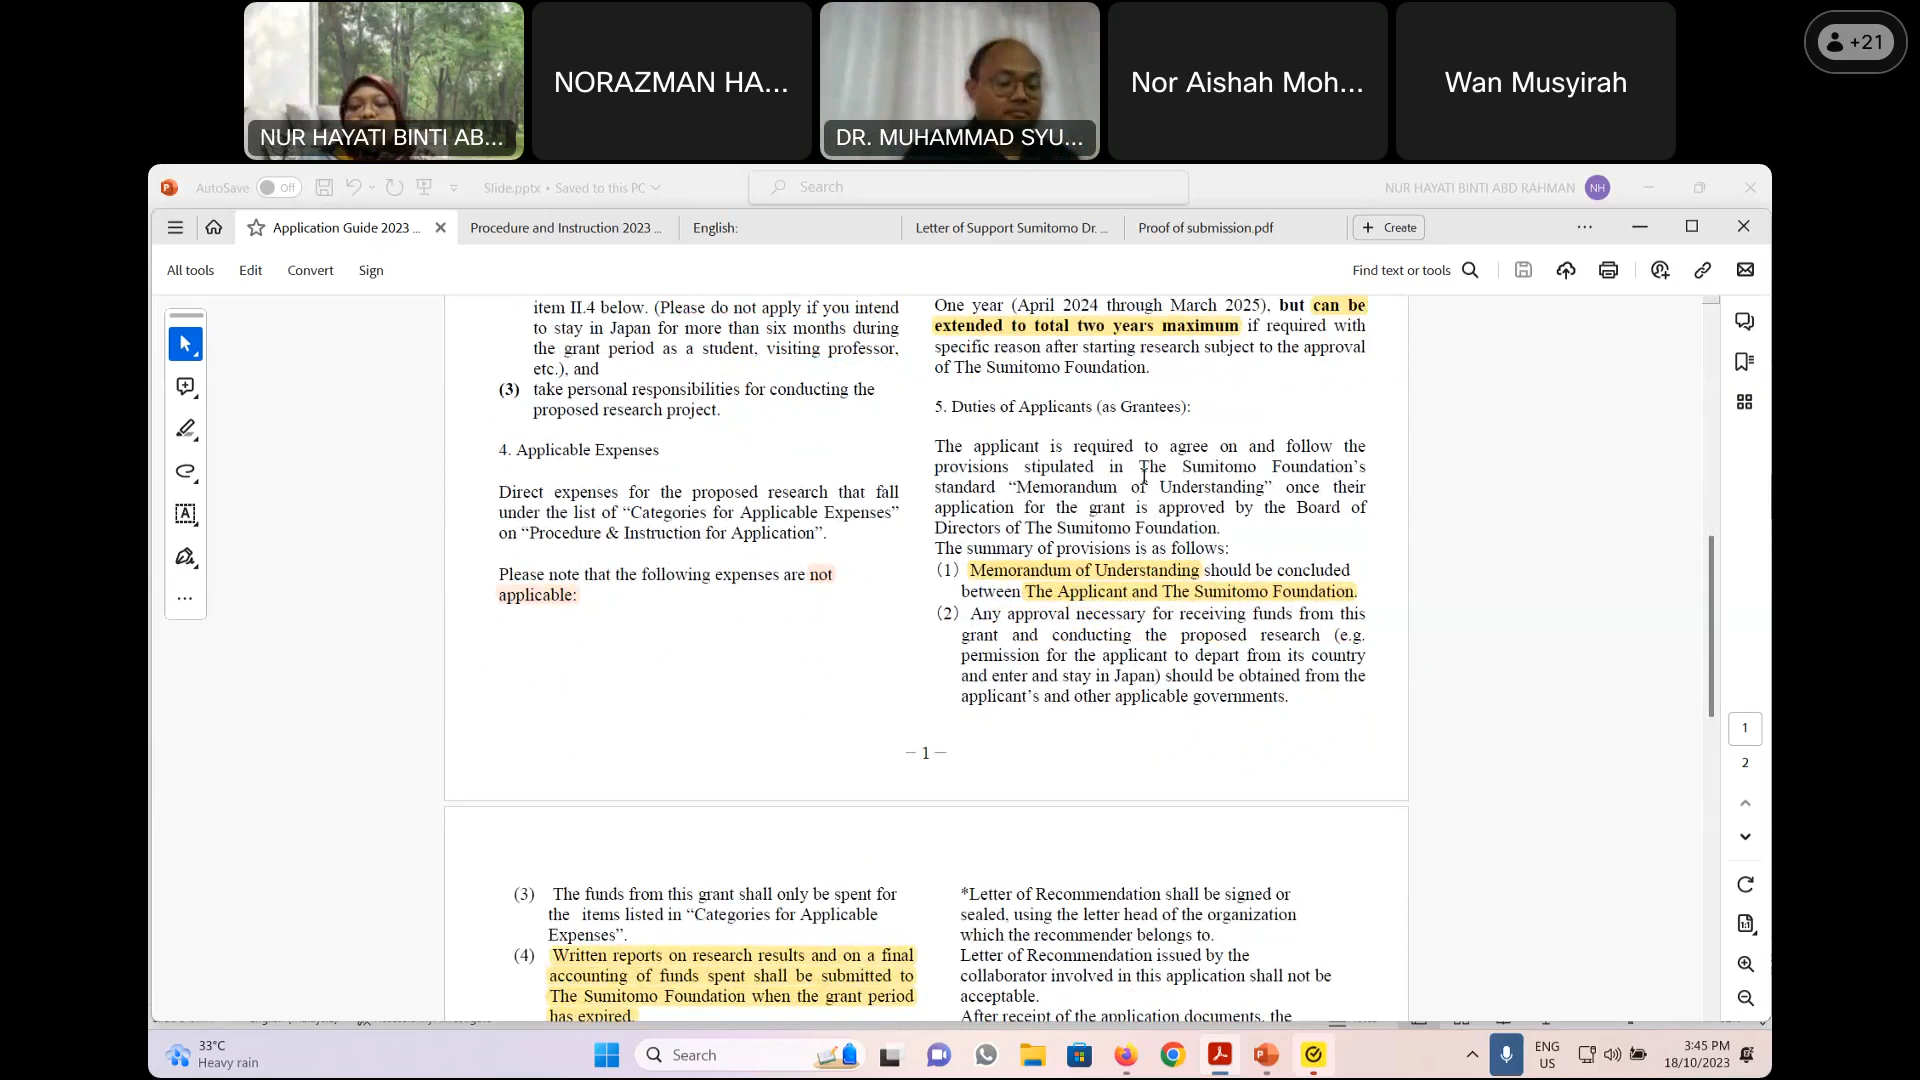 NUR HAYATI BINTI AB...
NORAZMAN HA...
DR. MUHAMMAD SYU...
Nor Aishah Moh...
Wan Musyirah
+21
AutoSave Off
Slide.pptx • Saved to this PC
Search
NUR HAYATI BINTI ABD RAHMAN NH
Application Guide 2023 ...
Procedure and Instruction 2023 ...
English:
Letter of Support Sumitomo Dr. ...
Proof of submission.pdf
+ Create
All tools Edit Convert Sign
Find text or tools
item II.4 below. (Please do not apply if you intend
to stay in Japan for more than six months during
the grant period as a student, visiting professor,
etc.), and
(3) take personal responsibilities for conducting the
proposed research project.
4. Applicable Expenses
Direct expenses for the proposed research that fall
under the list of “Categories for Applicable Expenses”
on “Procedure & Instruction for Application”.
Please note that the following expenses are not
applicable:
One year (April 2024 through March 2025), but can be
extended to total two years maximum if required with
specific reason after starting research subject to the approval
of The Sumitomo Foundation.
5. Duties of Applicants (as Grantees):
The applicant is required to agree on and follow the
provisions stipulated in The Sumitomo Foundation’s
standard “Memorandum of Understanding” once their
application for the grant is approved by the Board of
Directors of The Sumitomo Foundation.
The summary of provisions is as follows:
(1) Memorandum of Understanding should be concluded
between The Applicant and The Sumitomo Foundation.
(2) Any approval necessary for receiving funds from this
grant and conducting the proposed research (e.g.
permission for the applicant to depart from its country
and enter and stay in Japan) should be obtained from the
applicant’s and other applicable governments.
— 1 —
(3) The funds from this grant shall only be spent for
the items listed in “Categories for Applicable
Expenses”.
(4) Written reports on research results and on a final
accounting of funds spent shall be submitted to
The Sumitomo Foundation when the grant period
has expired.
*Letter of Recommendation shall be signed or
sealed, using the letter head of the organization
which the recommender belongs to.
Letter of Recommendation issued by the
collaborator involved in this application shall not be
acceptable.
After receipt of the application documents, the
1
2
33°C
Heavy rain
Search
ENG
US
3:45 PM
18/10/2023